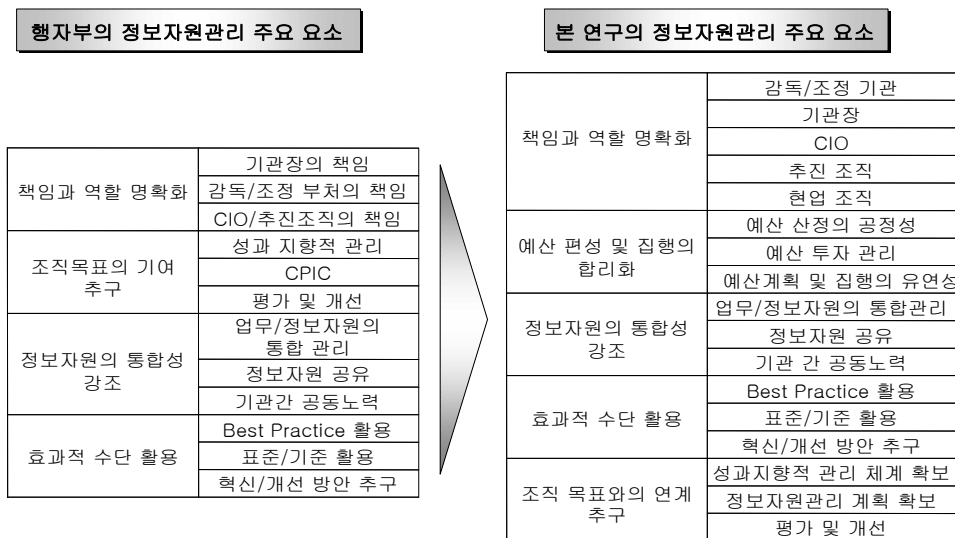 행자부의 정보자원관리 주요 요소
책임과 역할 명확화
기관장의 책임
감독/조정 부처의 책임
CIO/추진조직의 책임
조직목표의 기여
추구
성과 지향적 관리
CPIC
평가 및 개선
정보자원의 통합성
강조
업무/정보자원의
통합 관리
정보자원 공유
기관간 공동노력
효과적 수단 활용
Best Practice 활용
표준/기준 활용
혁신/개선 방안 추구
본 연구의 정보자원관리 주요 요소
책임과 역할 명확화
감독/조정 기관
기관장
CIO
추진 조직
현업 조직
예산 편성 및 집행의
합리화
예산 산정의 공정성
예산 투자 관리
예산계획 및 집행의 유연성
정보자원의 통합성
강조
업무/정보자원의 통합관리
정보자원 공유
기관 간 공동노력
효과적 수단 활용
Best Practice 활용
표준/기준 활용
혁신/개선 방안 추구
조직 목표와의 연계
추구
성과지향적 관리 체계 확보
정보자원관리 계획 확보
평가 및 개선